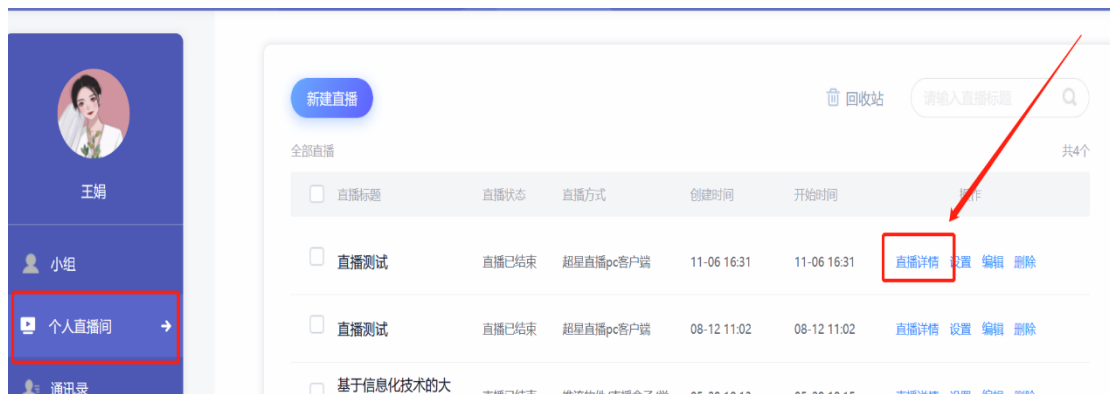 新建直播
回收站
请输入直播标题
全部直播
共4个
王娟
直播标题 直播状态 直播方式 创建时间 开始时间
小组
直播测试 直播已结束 超星直播pc客户端 11-06 16:31 11-06 16:31 直播详情 设置 编辑 删除
个人直播间
直播测试 直播已结束 超星直播pc客户端 08-12 11:02 08-12 11:02 直播详情 设置 编辑 删除
通讯录
基于信息化技术的大